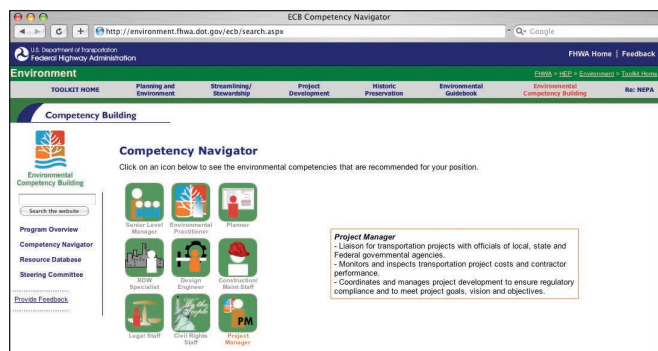 ECB Competency Navigator
http://environment.fhwa.dot.gov/ecb/search.aspx
Google
U.S. Department of Transportation
Federal Highway Administration
FHWA Home | Feedback
Environment
FHWA > HEP > Environment > Toolkit Home
TOOLKIT HOME
Planning and
Environment
Streamlining/
Stewardship
Project
Development
Historic
Preservation
Environmental
Guidebook
Environmental
Competency Building
Re: NEPA
Competency Building
Environmental
Competency Building
Search the website
Program Overview
Competency Navigator
Resource Database
Steering Committee
Provide Feedback
Competency Navigator
Click on an icon below to see the environmental competencies that are recommended for your position.
Senior Level
Manager
Environmental
Practitioner
Planner
ROW
Specialist
Design
Engineer
Construction/
Maint Staff
Legal Staff
We the
People
Civil Rights
Staff
PM
Project
Manager
Project Manager
- Liaison for transportation projects with officials of local, state and
Federal governmental agencies.
- Monitors and inspects transportation project costs and contractor
performance.
- Coordinates and manages project development to ensure regulatory
compliance and to meet project goals, vision and objectives.